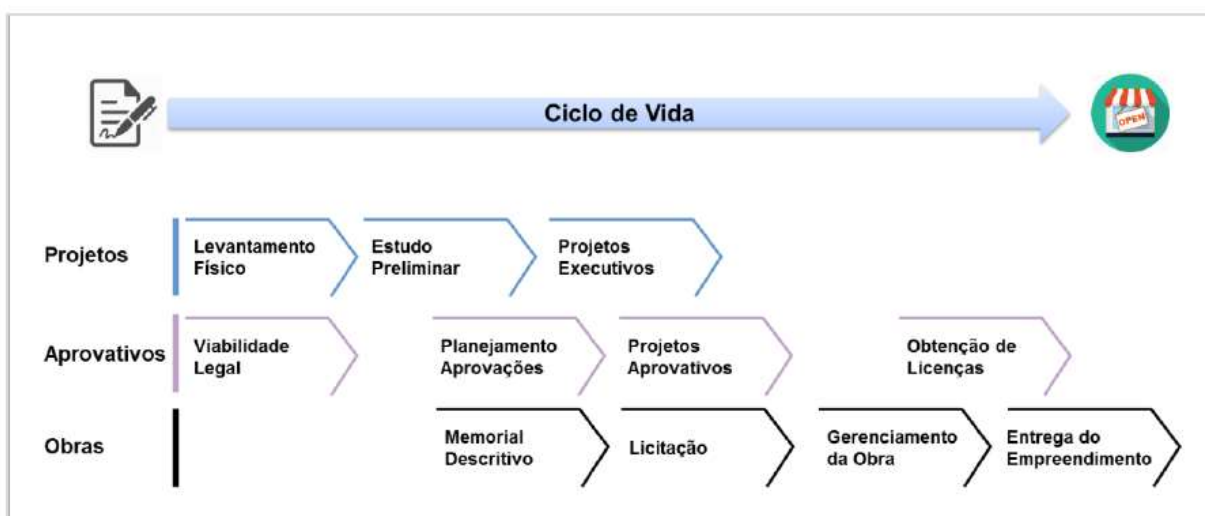 Ciclo de Vida
OPEN
Projetos
Levantamento
Físico
Estudo
Preliminar
Projetos
Executivos
Aprovativos
Viabilidade
Legal
Planejamento
Aprovações
Projetos
Aprovativos
Obtenção de
Licenças
Obras
Memorial
Descritivo
Licitação
Gerenciamento
da Obra
Entrega do
Empreendimento